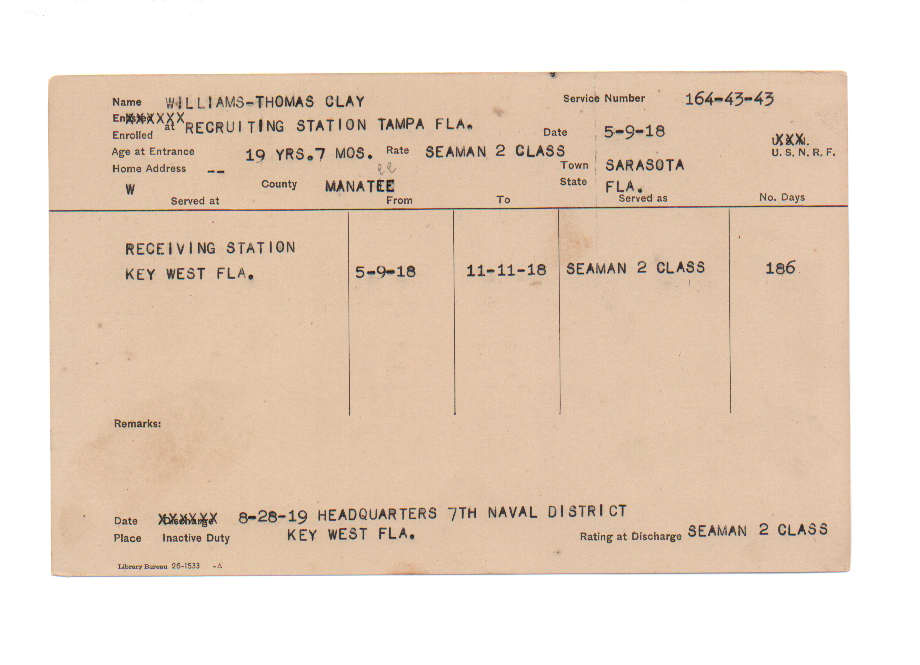 Name WILLIAMS-THOMAS CLAY Service Number 164-43-43
Enlisted XXXXXX
Enrolled at RECRUITING STATION TAMPA FLA. Date 5-9-18 U.S.N. XXX
U. S. N. R. F.
Age at Entrance 19 YRS.7 MOS. Rate SEAMAN 2 CLASS
Home Address -- Town SARASOTA
W County MANATEE State FLA.
Served at From To Served as No. Days
RECEIVING STATION
KEY WEST FLA. 5-9-18 11-11-18 SEAMAN 2 CLASS 186
Remarks:
Date Discharge XXXXXX 8-28-19 HEADQUARTERS 7TH NAVAL DISTRICT
Place Inactive Duty KEY WEST FLA. Rating at Discharge SEAMAN 2 CLASS
Library Bureau 26-1533